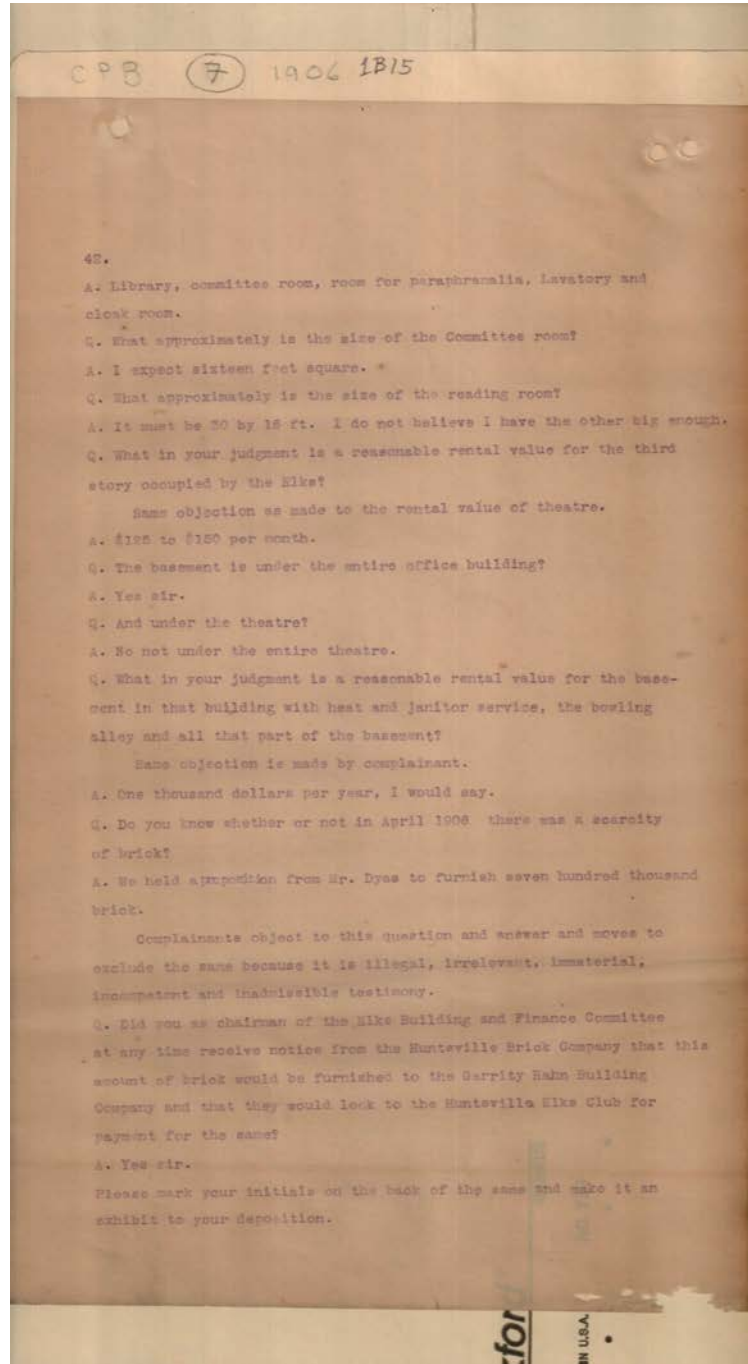 CPB 7 1906 1B15
42.
A. Library, committee room, room for paraphranalia, Lavatory and
cloak room.
Q. What approximately is the size of the Committee room?
A. I expect sixteen feet square.
Q. What approximately is the size of the reading room?
A. It must be 30 by 16 ft. I do not believe I have the other big enough.
Q. What in your judgment is a reasonable rental value for the third
story occupied by the Elks?
Same objection as made to the rental value of theatre.
A. $125 to $150 per month.
Q. The basement is under the entire office building?
A. Yes sir.
Q. And under the theatre?
A. No not under the entire theatre.
Q. What in your judgment is a reasonable rental value for the base-
ment in that building with heat and janitor service, the bowling
alley and all that part of the basement?
Same objection is made by complainant.
A. One thousand dollars per year, I would say.
Q. Do you know whether or not in April 1906 there was a scarcity
of brick?
A. We held a proposition from Mr. Dyas to furnish seven hundred thousand
brick.
Complainants object to this question and answer and moves to
exclude the same because it is illegal, irrelevant, immaterial,
incompetent and inadmissible testimony.
Q. Did you as chairman of the Elks Building and Finance Committee
at any time receive notice from the Huntsville Brick Company that this
amount of brick would be furnished to the Garrity Hahn Building
Company and that they would look to the Huntsville Elks Club for
payment for the same?
A. Yes sir.
Please mark your initials on the back of the same and make it an
exhibit to your deposition.
xford
IN U.S.A.